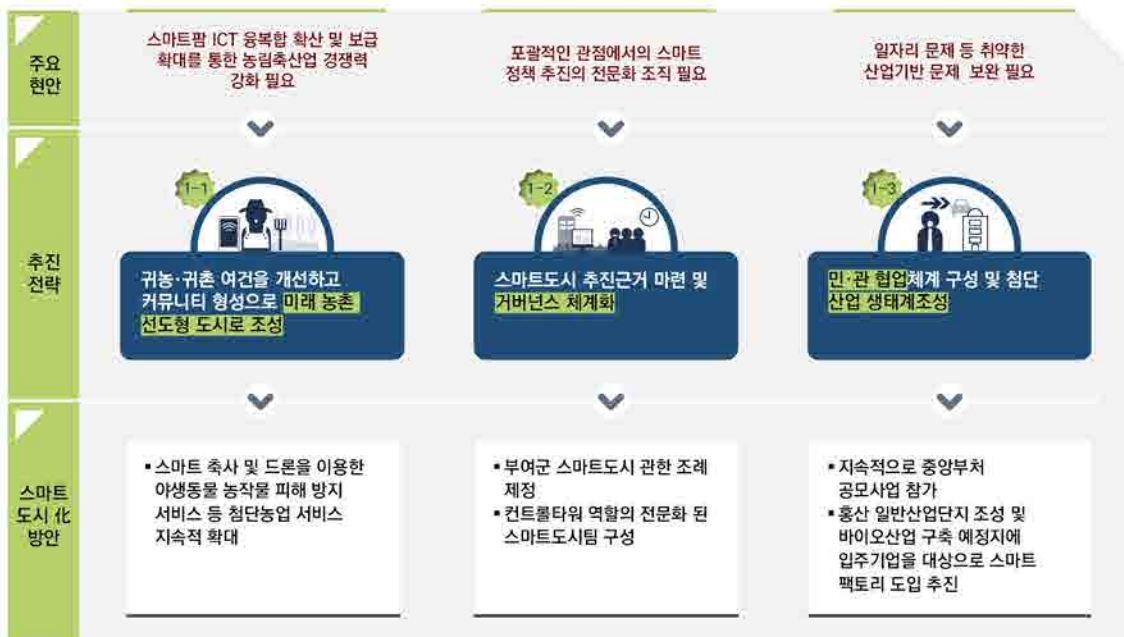 주요
현안
스마트팜 ICT 융복합 확산 및 보급
확대를 통한 농림축산업 경쟁력
강화 필요
포괄적인 관점에서의 스마트
정책 추진의 전문화 조직 필요
일자리 문제 등 취약한
산업기반 문제 보완 필요
추진
전략
1-1
귀농·귀촌 여건을 개선하고
커뮤니티 형성으로 미래 농촌
선도형 도시로 조성
1-2
스마트도시 추진근거 마련 및
거버넌스 체계화
1-3
민·관 협업체계 구성 및 첨단
산업 생태계조성
스마트
도시 化
방안
▪ 스마트 축사 및 드론을 이용한
야생동물 농작물 피해 방지
서비스 등 첨단농업 서비스
지속적 확대
▪ 부여군 스마트도시 관한 조례
제정
▪ 컨트롤타워 역할의 전문화 된
스마트도시팀 구성
▪ 지속적으로 중앙부처
공모사업 참가
▪ 홍산 일반산업단지 조성 및
바이오산업 구축 예정지에
입주기업을 대상으로 스마트
팩토리 도입 추진